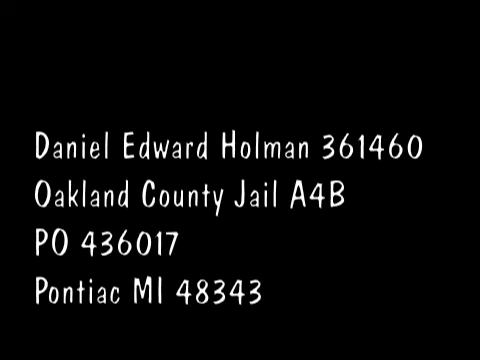 Daniel Edward Holman 361460
Oakland County Jail A4B
PO 436017
Pontiac MI 48343